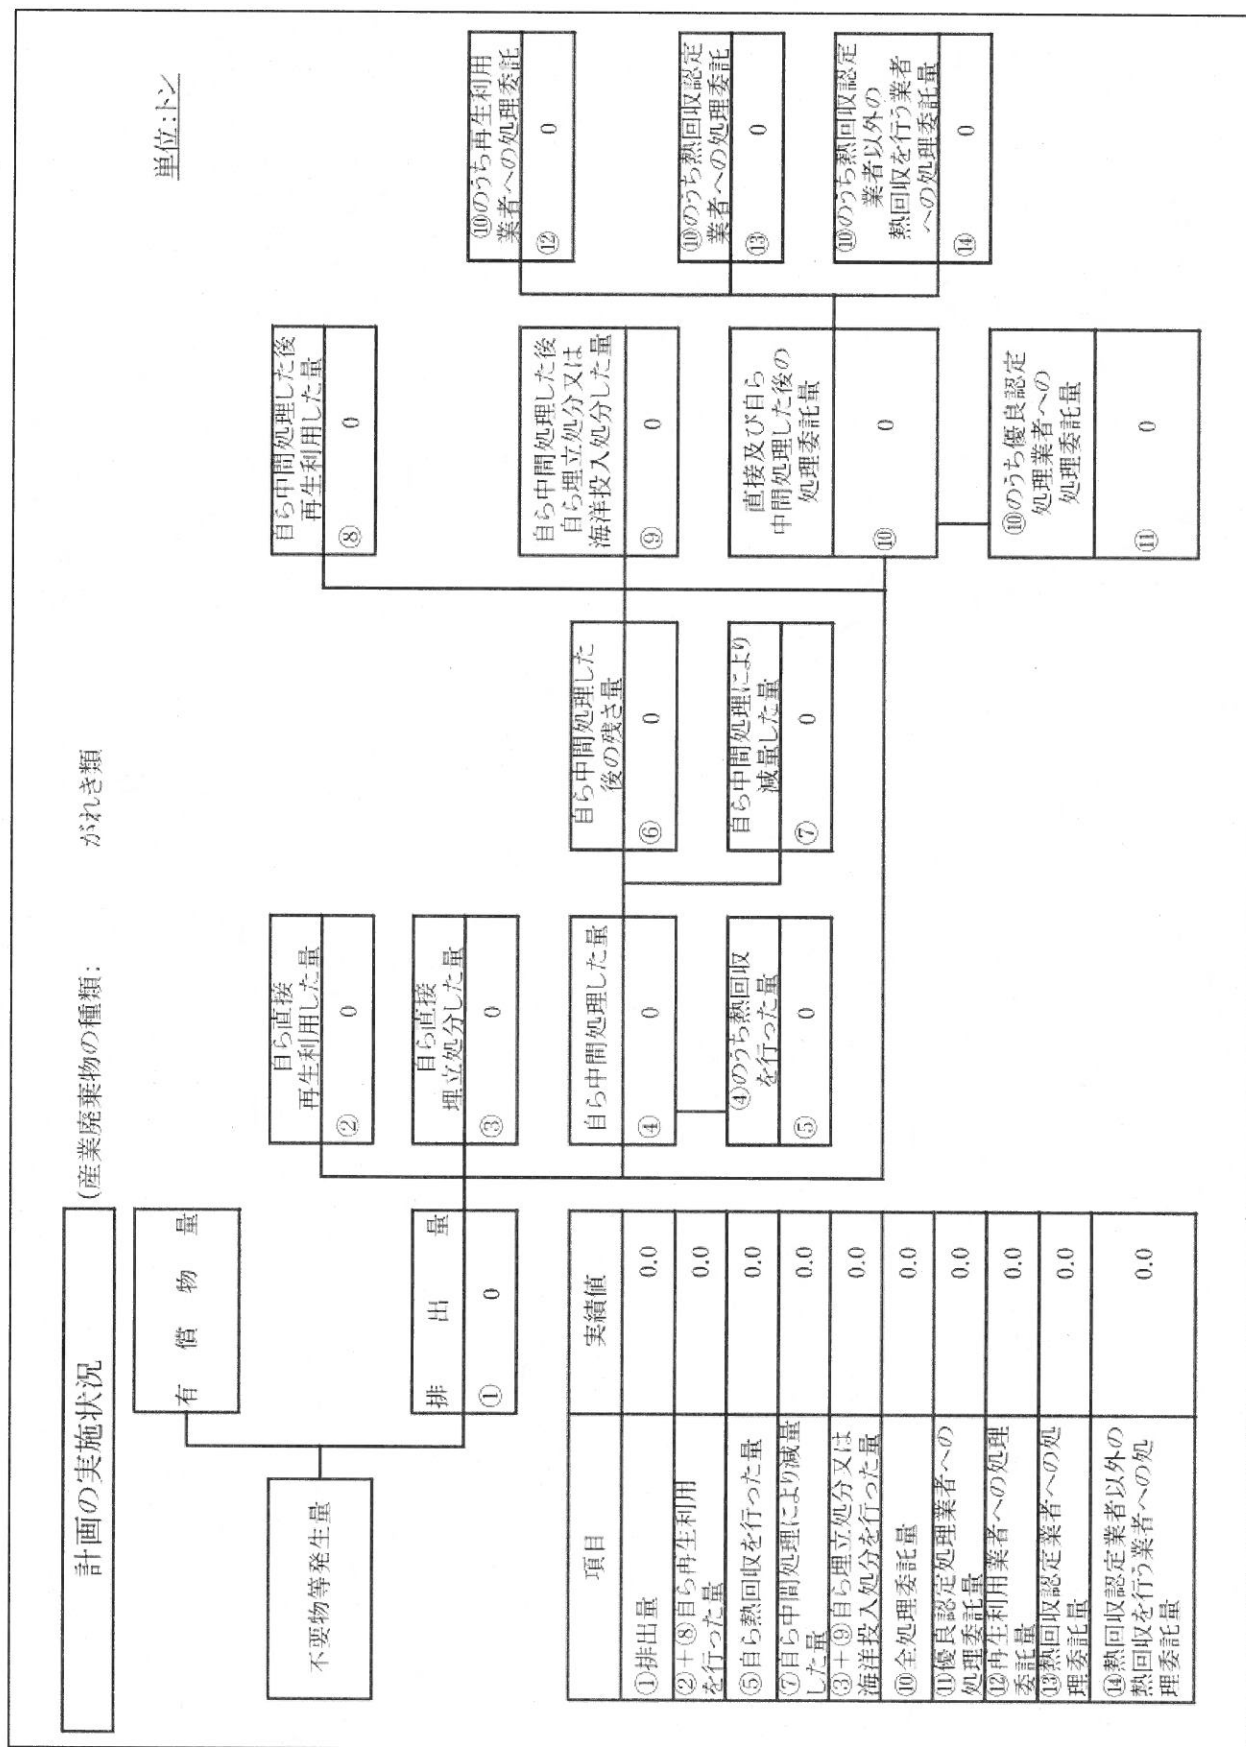 計画の実施状況
(産業廃棄物の種類: がれき類
単位:トン
不要物等発生量
有償物量
排出量
① 0
自ら直接
再生利用した量
② 0
自ら直接
埋立処分した量
③ 0
自ら中間処理した量
④ 0
④のうち熱回収
を行った量
⑤ 0
自ら中間処理した
後の残さ量
⑥ 0
自ら中間処理により
減量した量
⑦ 0
自ら中間処理した後
再生利用した量
⑧ 0
自ら中間処理した後
自ら埋立処分又は
海洋投入処分した量
⑨ 0
直接及び自ら
中間処理した後の
処理委託量
⑩ 0
⑩のうち優良認定
処理業者への
処理委託量
⑪ 0
⑩のうち再生利用
業者への処理委託
⑫ 0
⑩のうち熱回収認定
業者への処理委託
⑬ 0
⑩のうち熱回収認定
業者以外の
熱回収を行う業者
への処理委託量
⑭ 0
項目 実績値
①排出量 0.0
②+⑧自ら再生利用
を行った量 0.0
⑤自ら熱回収を行った量 0.0
⑦自ら中間処理により減量
した量 0.0
③+⑨自ら埋立処分又は
海洋投入処分を行った量 0.0
⑩全処理委託量 0.0
⑪優良認定処理業者への
処理委託量 0.0
⑫再生利用業者への処理
委託量 0.0
⑬熱回収認定業者への処
理委託量 0.0
⑭熱回収認定業者以外の
熱回収を行う業者への処
理委託量 0.0